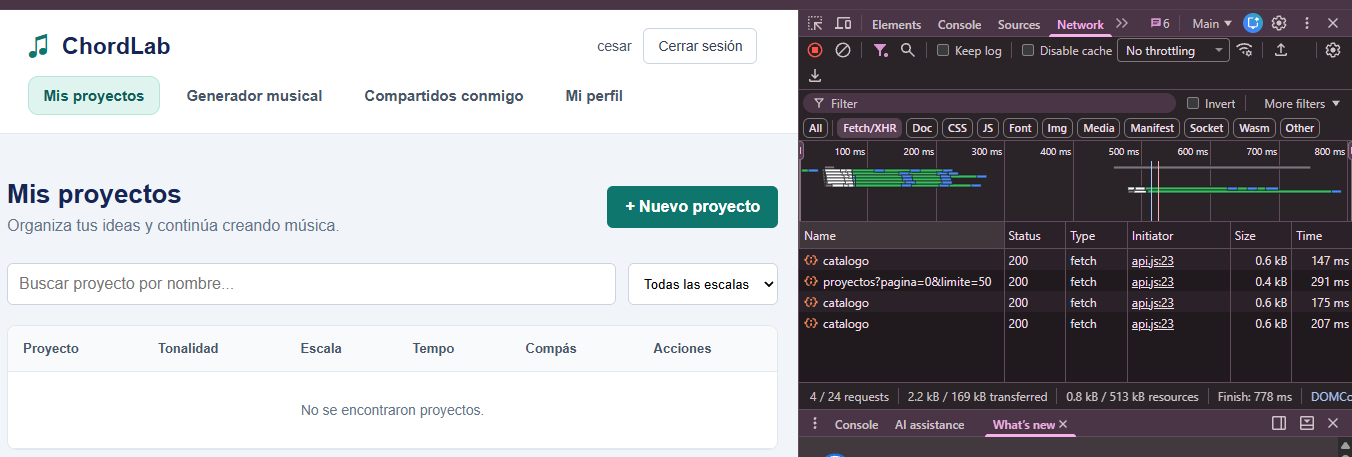 ChordLab
cesar
Cerrar sesión
Mis proyectos
Generador musical
Compartidos conmigo
Mi perfil
Mis proyectos
Organiza tus ideas y continúa creando música.
+ Nuevo proyecto
Buscar proyecto por nombre...
Todas las escalas
Proyecto Tonalidad Escala Tempo Compás Acciones
No se encontraron proyectos.
Elements Console Sources Network 6 Main
Keep log Disable cache No throttling
Filter Invert More filters
All Fetch/XHR Doc CSS JS Font Img Media Manifest Socket Wasm Other
100 ms 200 ms 300 ms 400 ms 500 ms 600 ms 700 ms 800 ms
Name Status Type Initiator Size Time
catalogo 200 fetch api.js:23 0.6 kB 147 ms
proyectos?pagina=0&limite=50 200 fetch api.js:23 0.4 kB 291 ms
catalogo 200 fetch api.js:23 0.6 kB 175 ms
catalogo 200 fetch api.js:23 0.6 kB 207 ms
4 / 24 requests 2.2 kB / 169 kB transferred 0.8 kB / 513 kB resources Finish: 778 ms DOMCo
Console AI assistance What's new